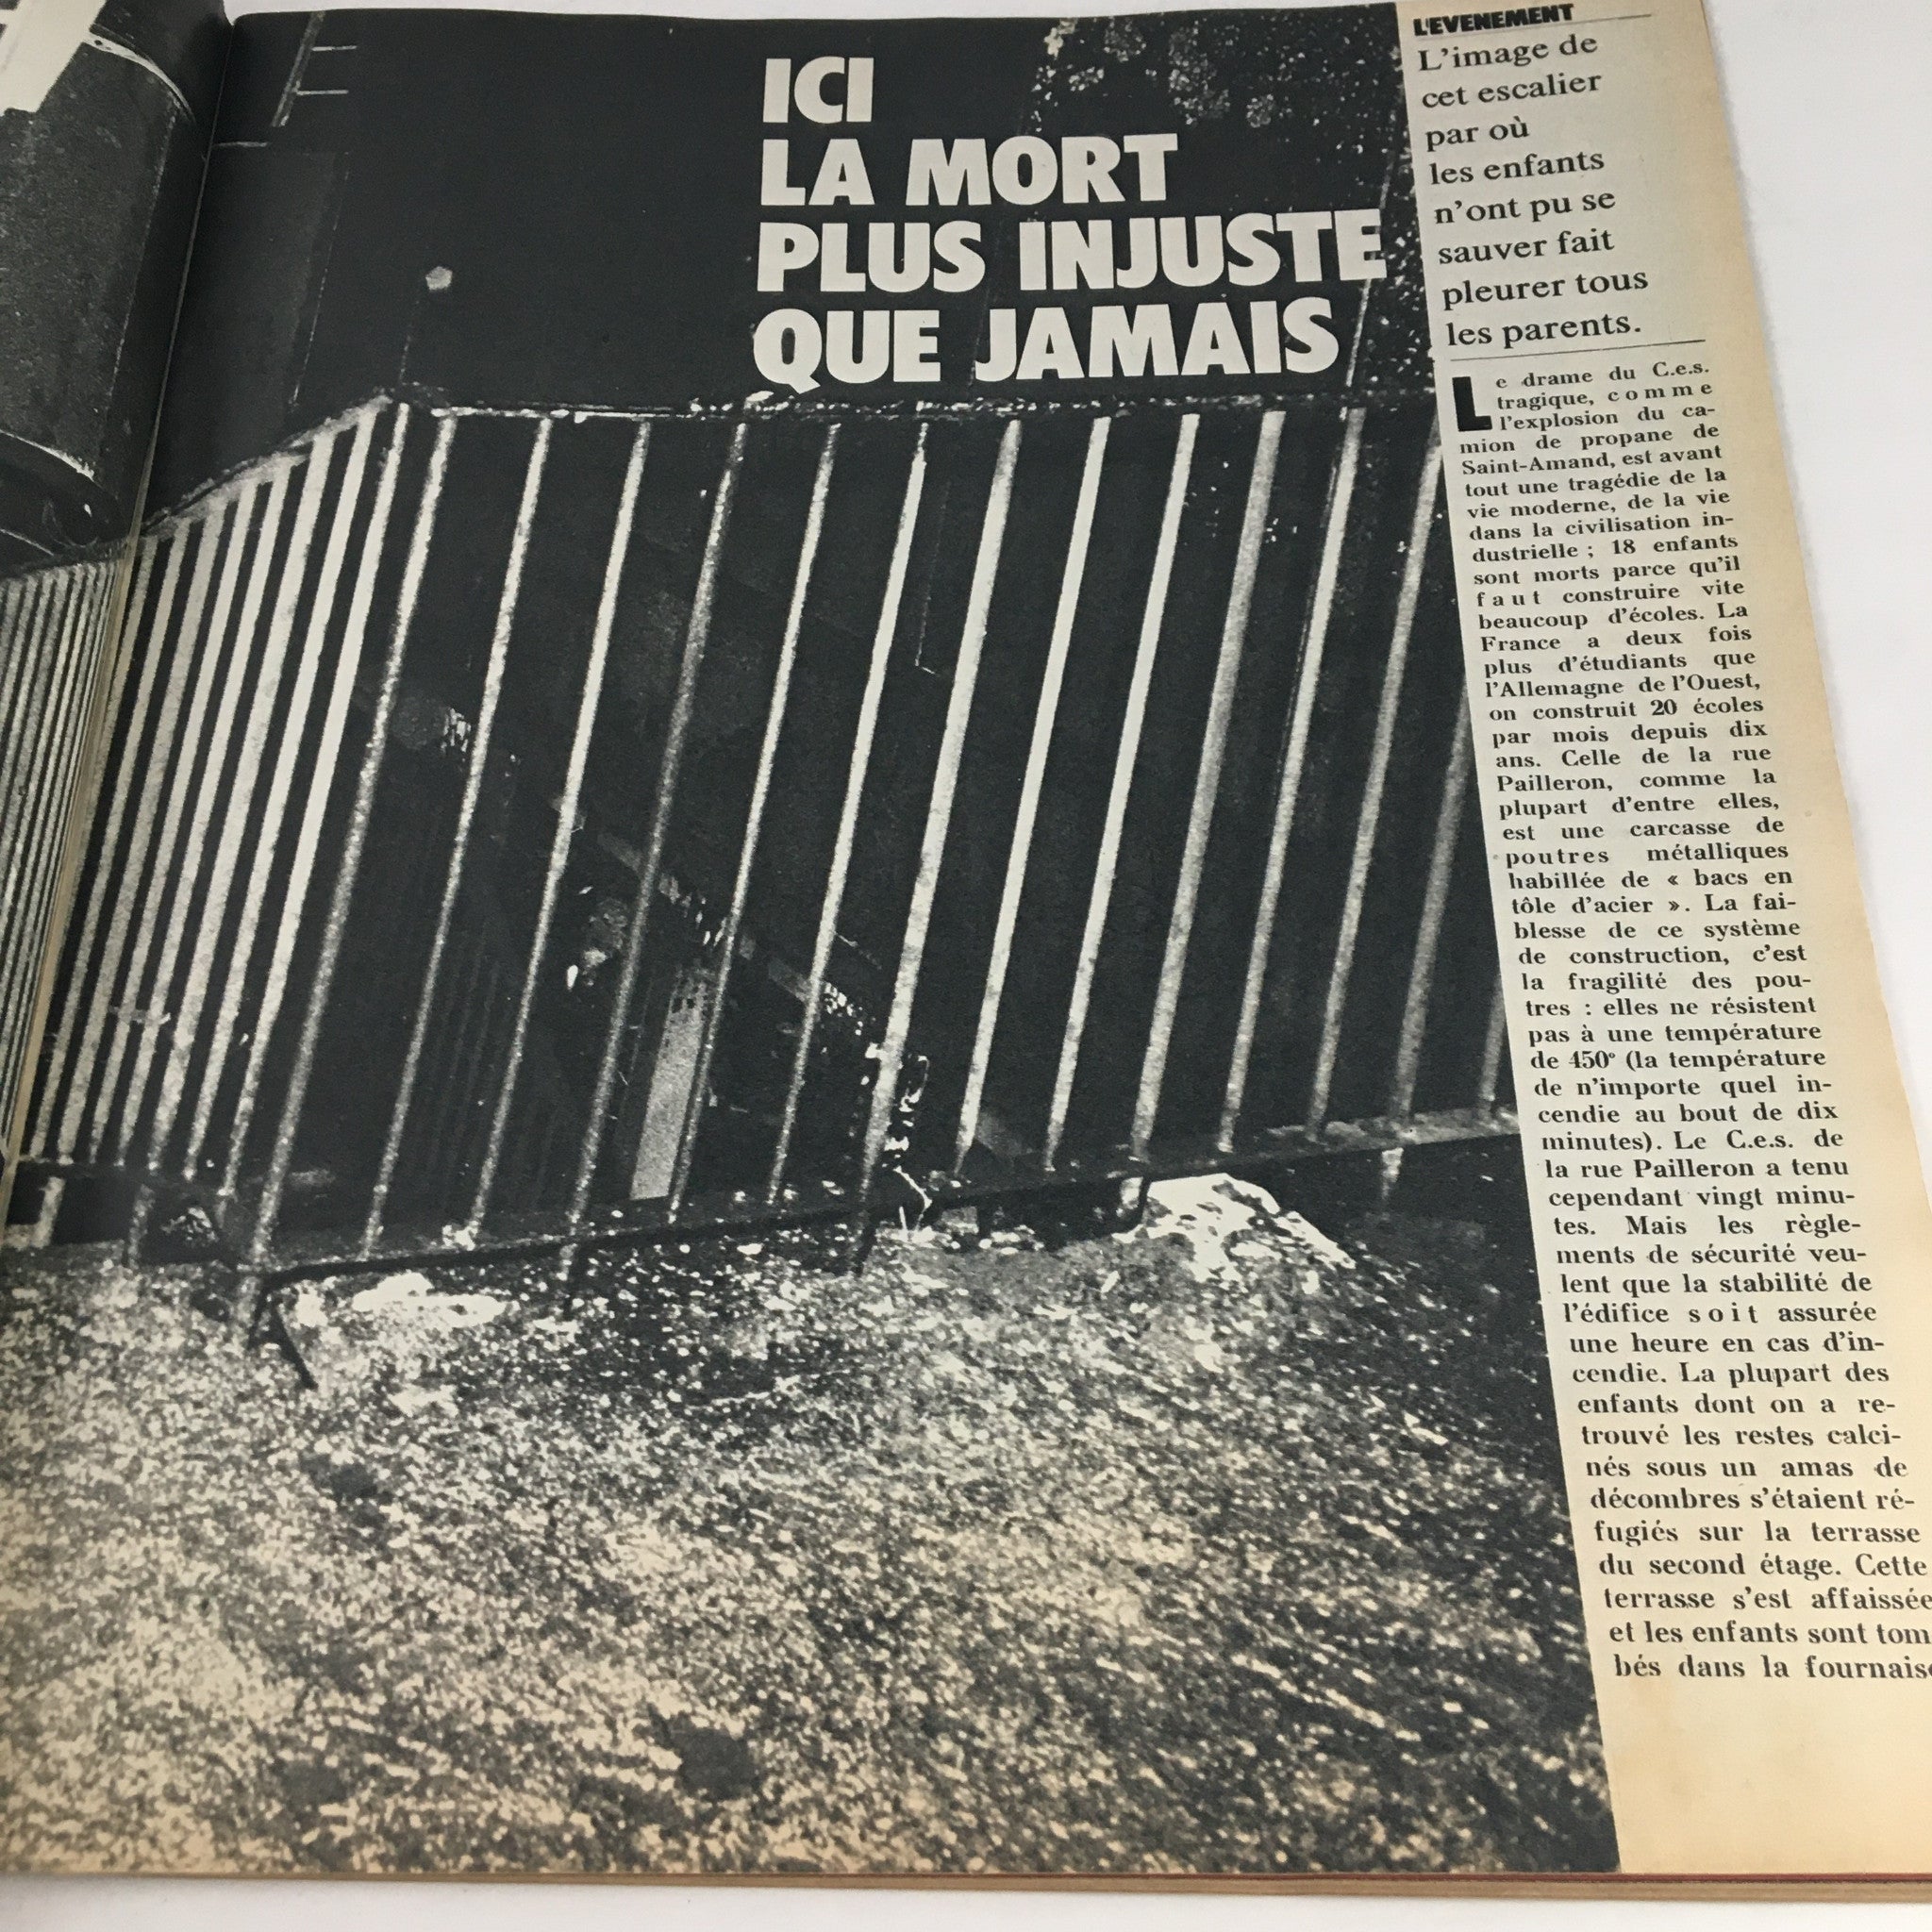 ICI
LA MORT
PLUS INJUSTE
QUE JAMAIS
L'EVENEMENT
L'image de
cet escalier
par où
les enfants
n'ont pu se
sauver fait
pleurer tous
les parents.
Le drame du C.e.s.
tragique, comme
l'explosion du ca-
mion de propane de
Saint-Amand, est avant
tout une tragédie de la
vie moderne, de la vie
dans la civilisation in-
dustrielle ; 18 enfants
sont morts parce qu'il
faut construire vite
beaucoup d'écoles. La
France a deux fois
plus d'étudiants que
l'Allemagne de l'Ouest,
on construit 20 écoles
par mois depuis dix
ans. Celle de la rue
Pailleron, comme la
plupart d'entre elles,
est une carcasse de
poutres métalliques
habillée de « bacs en
tôle d'acier ». La fai-
blesse de ce système
de construction, c'est
la fragilité des pou-
tres : elles ne résistent
pas à une température
de 450° (la température
de n'importe quel in-
cendie au bout de dix
minutes). Le C.e.s. de
la rue Pailleron a tenu
cependant vingt minu-
tes. Mais les règle-
ments de sécurité veu-
lent que la stabilité de
l'édifice soit assurée
une heure en cas d'in-
cendie. La plupart des
enfants dont on a re-
trouvé les restes calci-
nés sous un amas de
décombres s'étaient ré-
fugiés sur la terrasse
du second étage. Cette
terrasse s'est affaissée
et les enfants sont tom
bés dans la fournaise